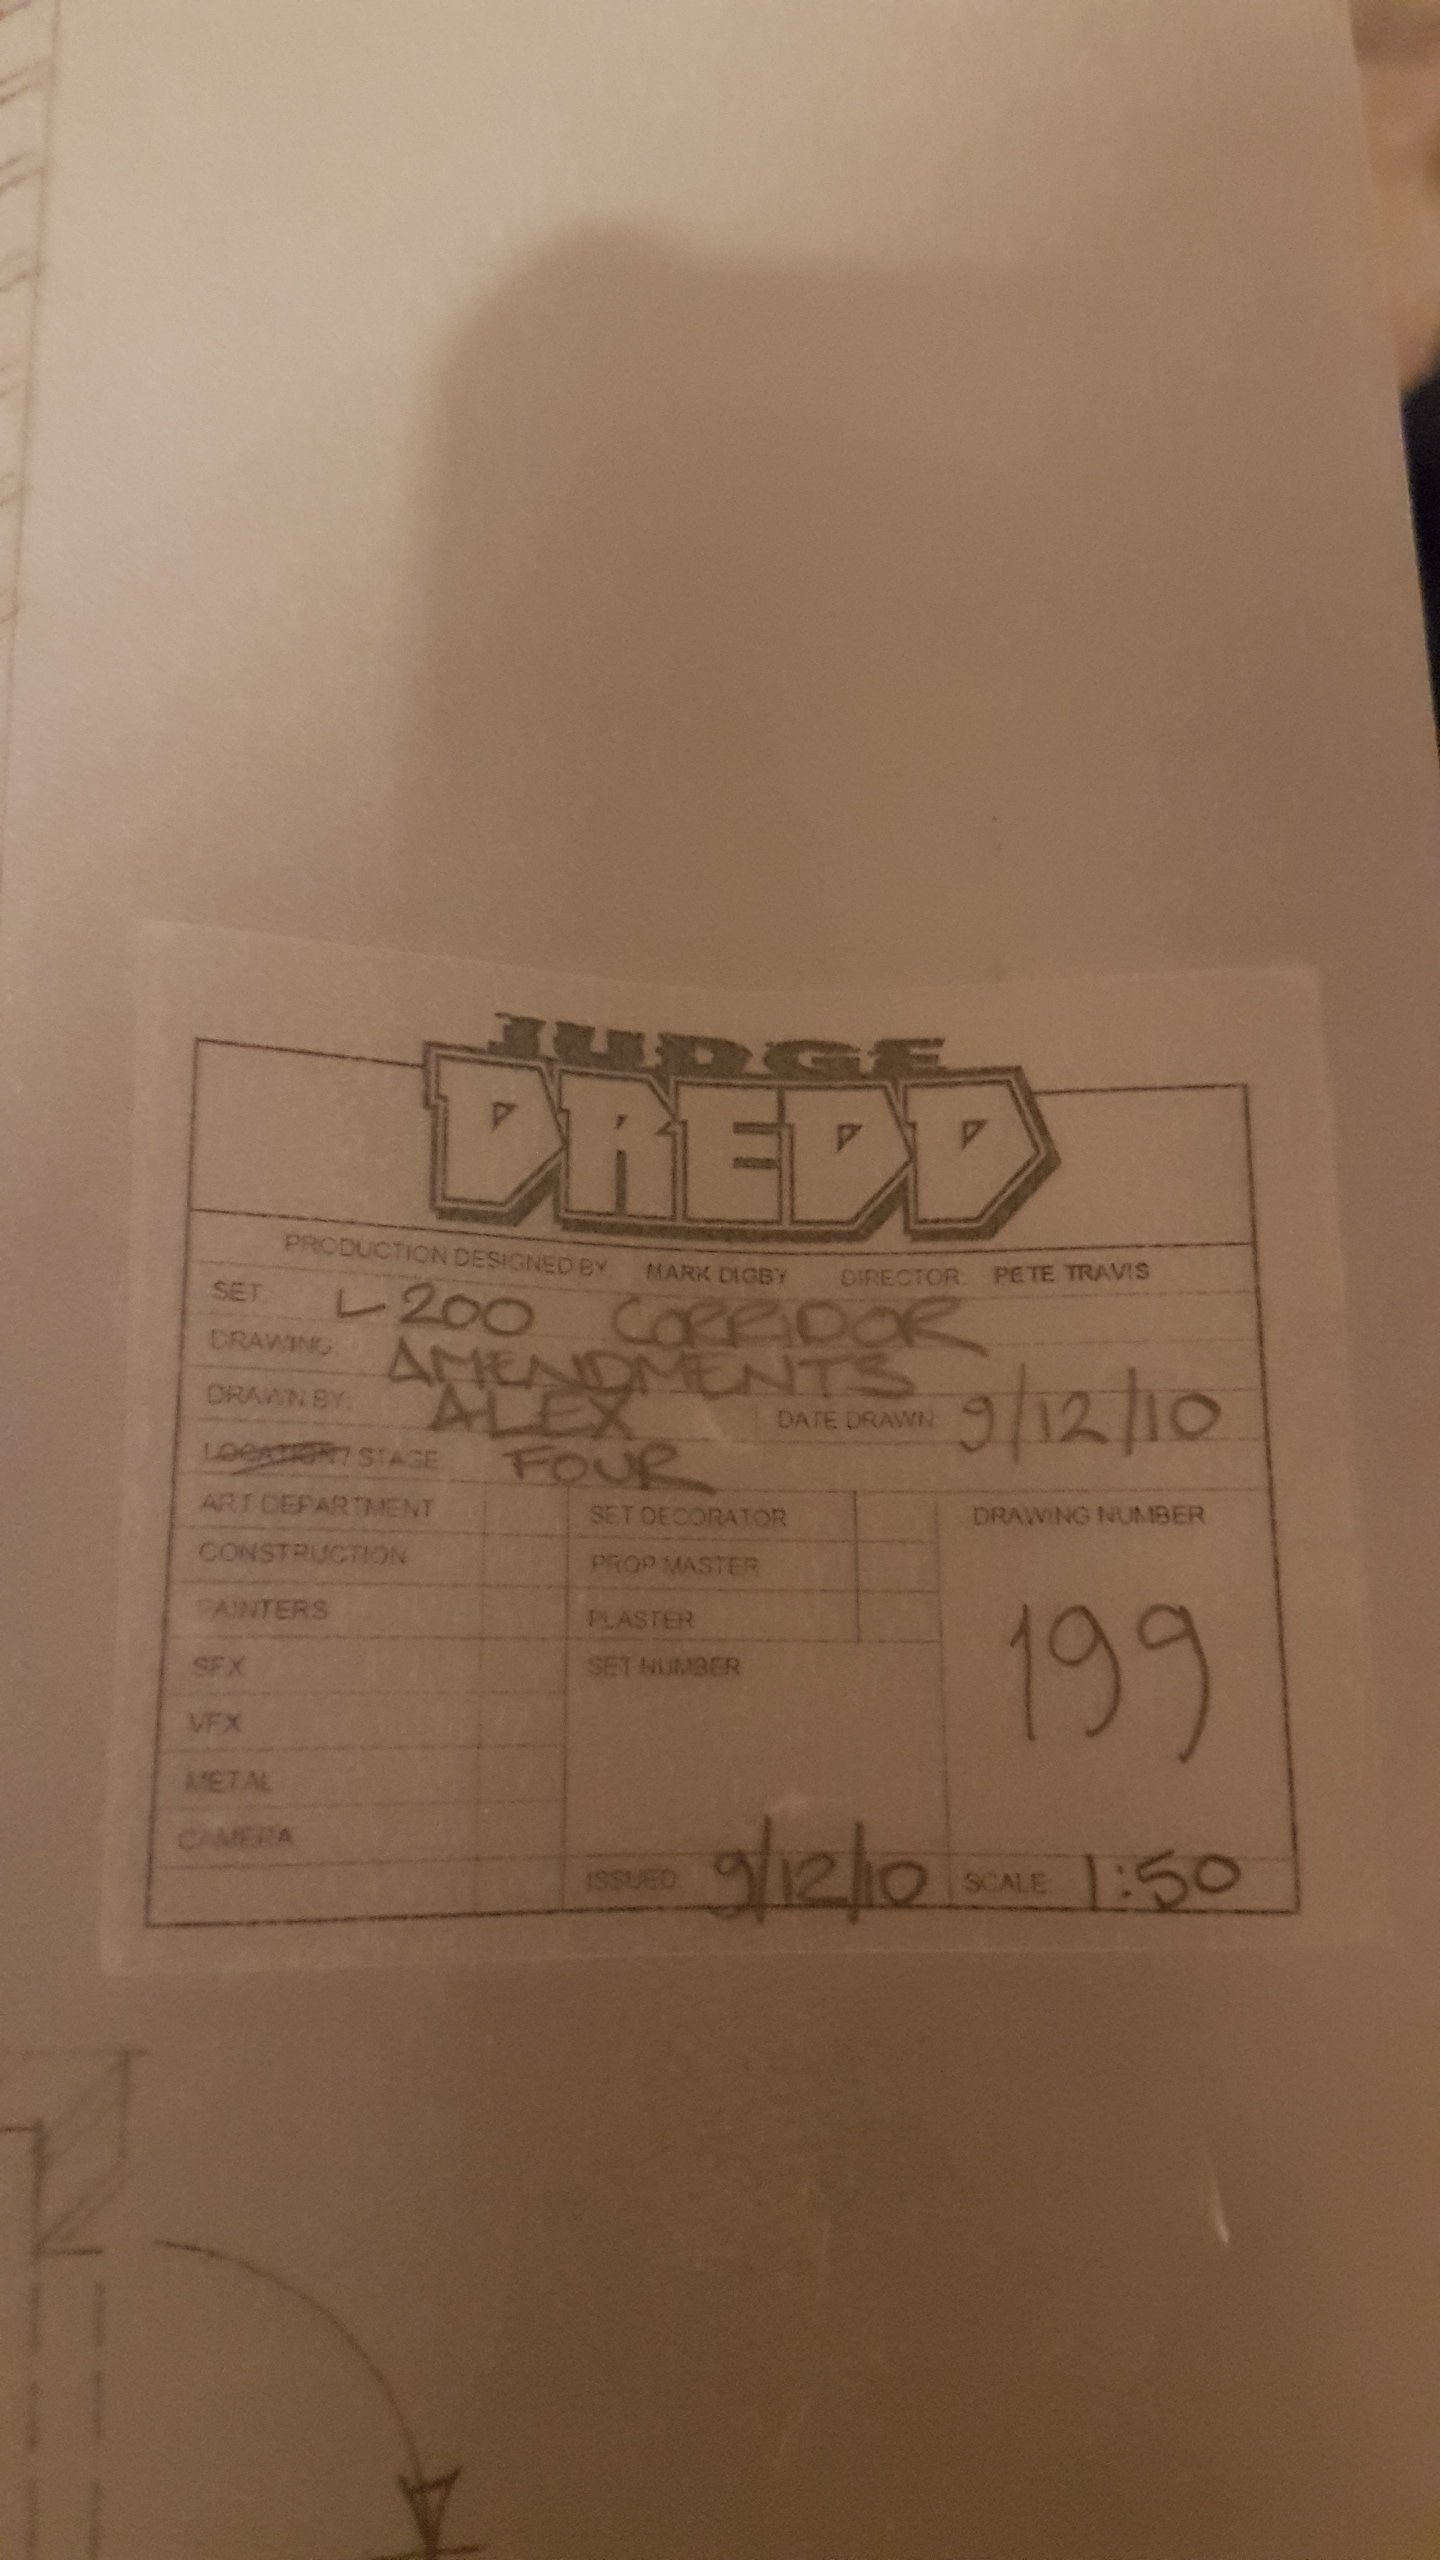 JUDGE
DREDD
PRODUCTION DESIGNED BY: MARK DIGBY DIRECTOR: PETE TRAVIS
SET: L200 CORRIDOR
DRAWING: AMENDMENTS
DRAWN BY: ALEX DATE DRAWN 9/12/10
LOCATION / STAGE FOUR
ART DEPARTMENT SET DECORATOR DRAWING NUMBER
CONSTRUCTION PROP MASTER
PAINTERS PLASTER 199
SFX SET NUMBER
VFX
METAL
CAMERA
ISSUED 9/12/10 SCALE 1:50